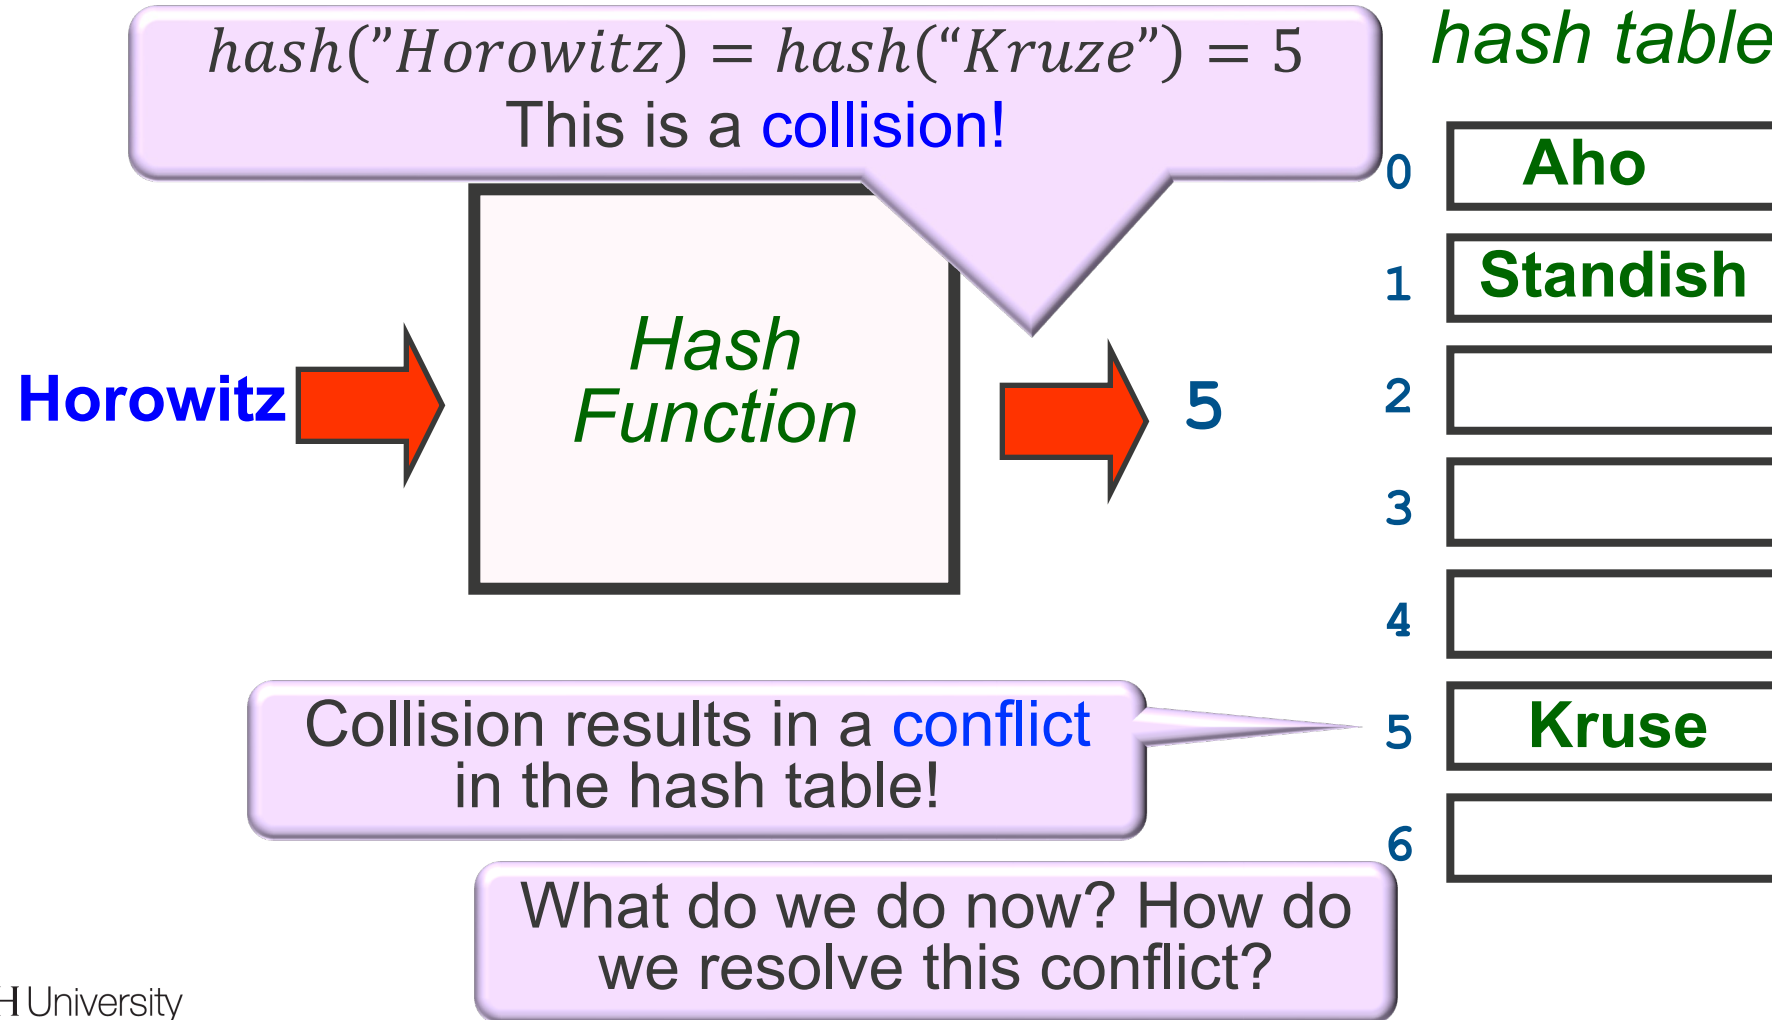 hash(”Horowitz) = hash(“Kruze”) = 5
This is a collision!
hash table
Horowitz
Hash
Function
5
0 Aho
1 Standish
2
3
4
5 Kruse
6
Collision results in a conflict
in the hash table!
What do we do now? How do
we resolve this conflict?
H University